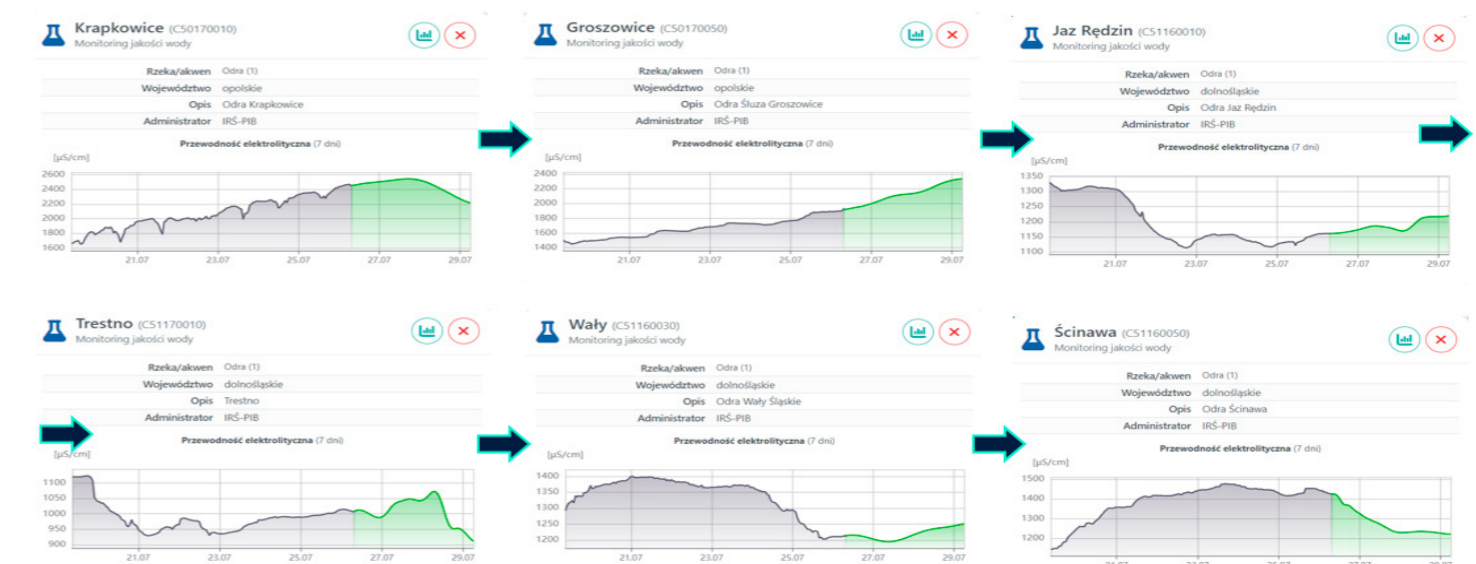 Krapkowice (C50170010)
Monitoring jakości wody
Rzeka/akwen Odra (1)
Województwo opolskie
Opis Odra Krapkowice
Administrator IRŚ-PIB
Przewodność elektrolityczna (7 dni)
[µS/cm]
2600
2400
2200
2000
1800
1600
21.07 23.07 25.07 27.07 29.07
Groszowice (C50170050)
Monitoring jakości wody
Rzeka/akwen Odra (1)
Województwo opolskie
Opis Odra Śluza Groszowice
Administrator IRŚ-PIB
Przewodność elektrolityczna (7 dni)
[µS/cm]
2400
2200
2000
1800
1600
1400
21.07 23.07 25.07 27.07 29.07
Jaz Rędzin (C51160010)
Monitoring jakości wody
Rzeka/akwen Odra (1)
Województwo dolnośląskie
Opis Odra Jaz Rędzin
Administrator IRŚ-PIB
Przewodność elektrolityczna (7 dni)
[µS/cm]
1350
1300
1250
1200
1150
1100
21.07 23.07 25.07 27.07 29.07
Trestno (C51170010)
Monitoring jakości wody
Rzeka/akwen Odra (1)
Województwo dolnośląskie
Opis Trestno
Administrator IRŚ-PIB
Przewodność elektrolityczna (7 dni)
[µS/cm]
1100
1050
1000
950
900
21.07 23.07 25.07 27.07 29.07
Wały (C51160030)
Monitoring jakości wody
Rzeka/akwen Odra (1)
Województwo dolnośląskie
Opis Odra Wały Śląskie
Administrator IRŚ-PIB
Przewodność elektrolityczna (7 dni)
[µS/cm]
1400
1350
1300
1250
1200
21.07 23.07 25.07 27.07 29.07
Ścinawa (C51160050)
Monitoring jakości wody
Rzeka/akwen Odra (1)
Województwo dolnośląskie
Opis Odra Ścinawa
Administrator IRŚ-PIB
Przewodność elektrolityczna (7 dni)
[µS/cm]
1500
1400
1300
1200